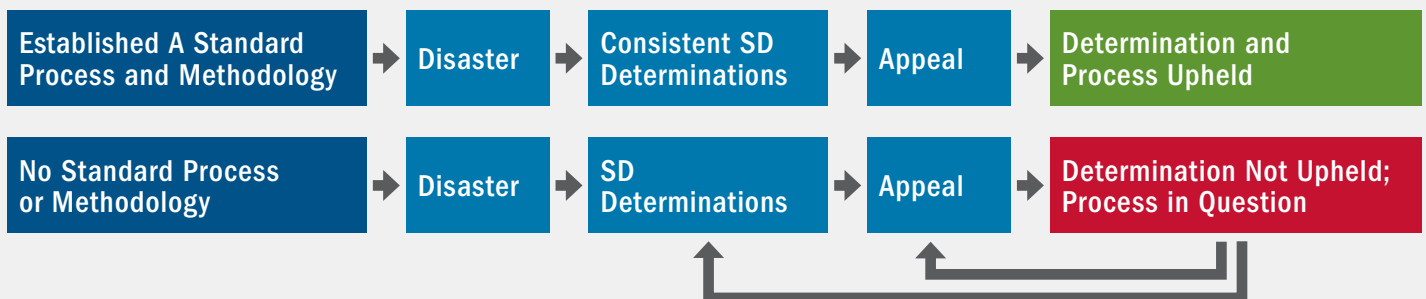 Established A Standard
Process and Methodology
Disaster
Consistent SD
Determinations
Appeal
Determination and
Process Upheld
No Standard Process
or Methodology
Disaster
SD
Determinations
Appeal
Determination Not Upheld;
Process in Question